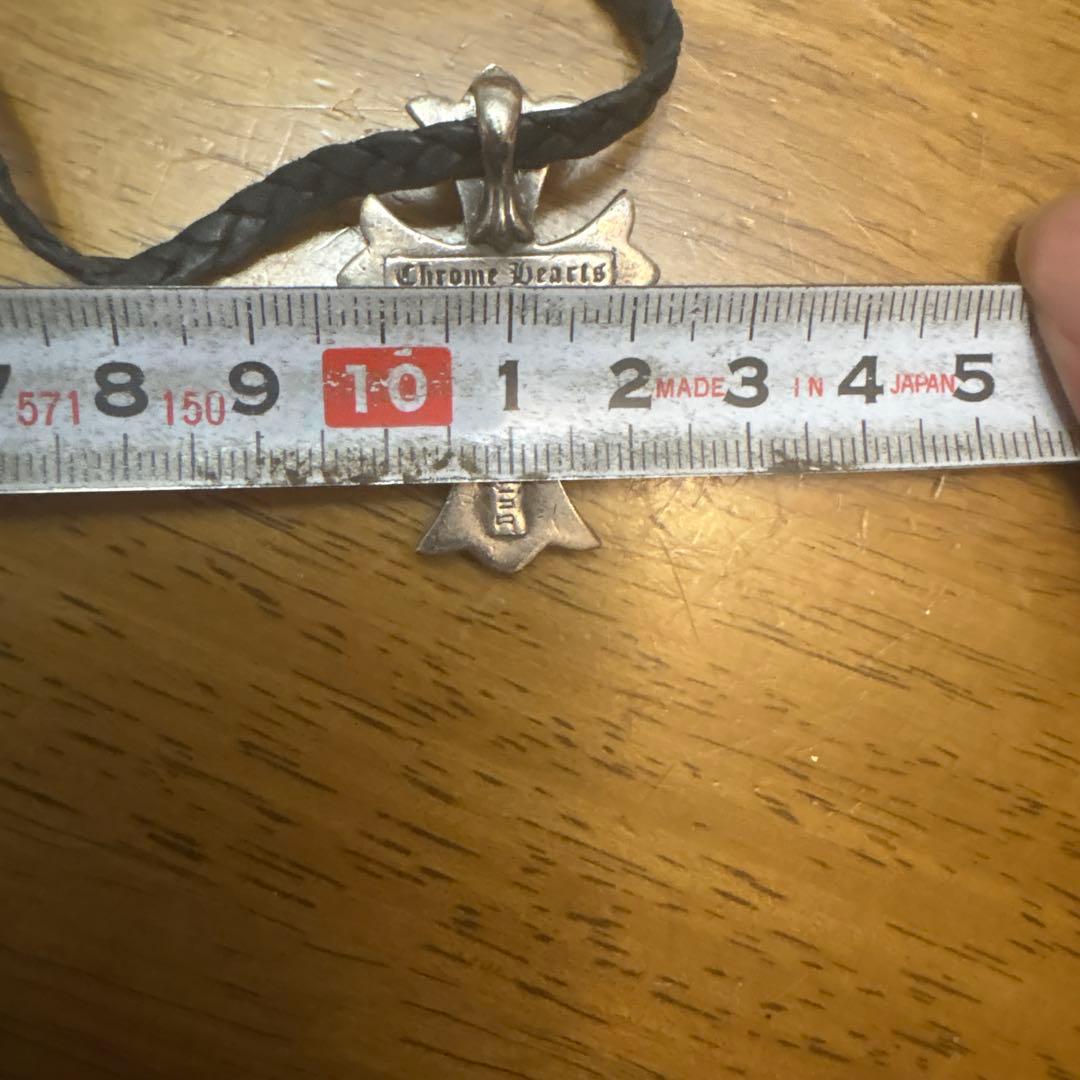 Chrome Hearts
7 8 9 10 1 2 3 4 5
571 150 MADE IN JAPAN